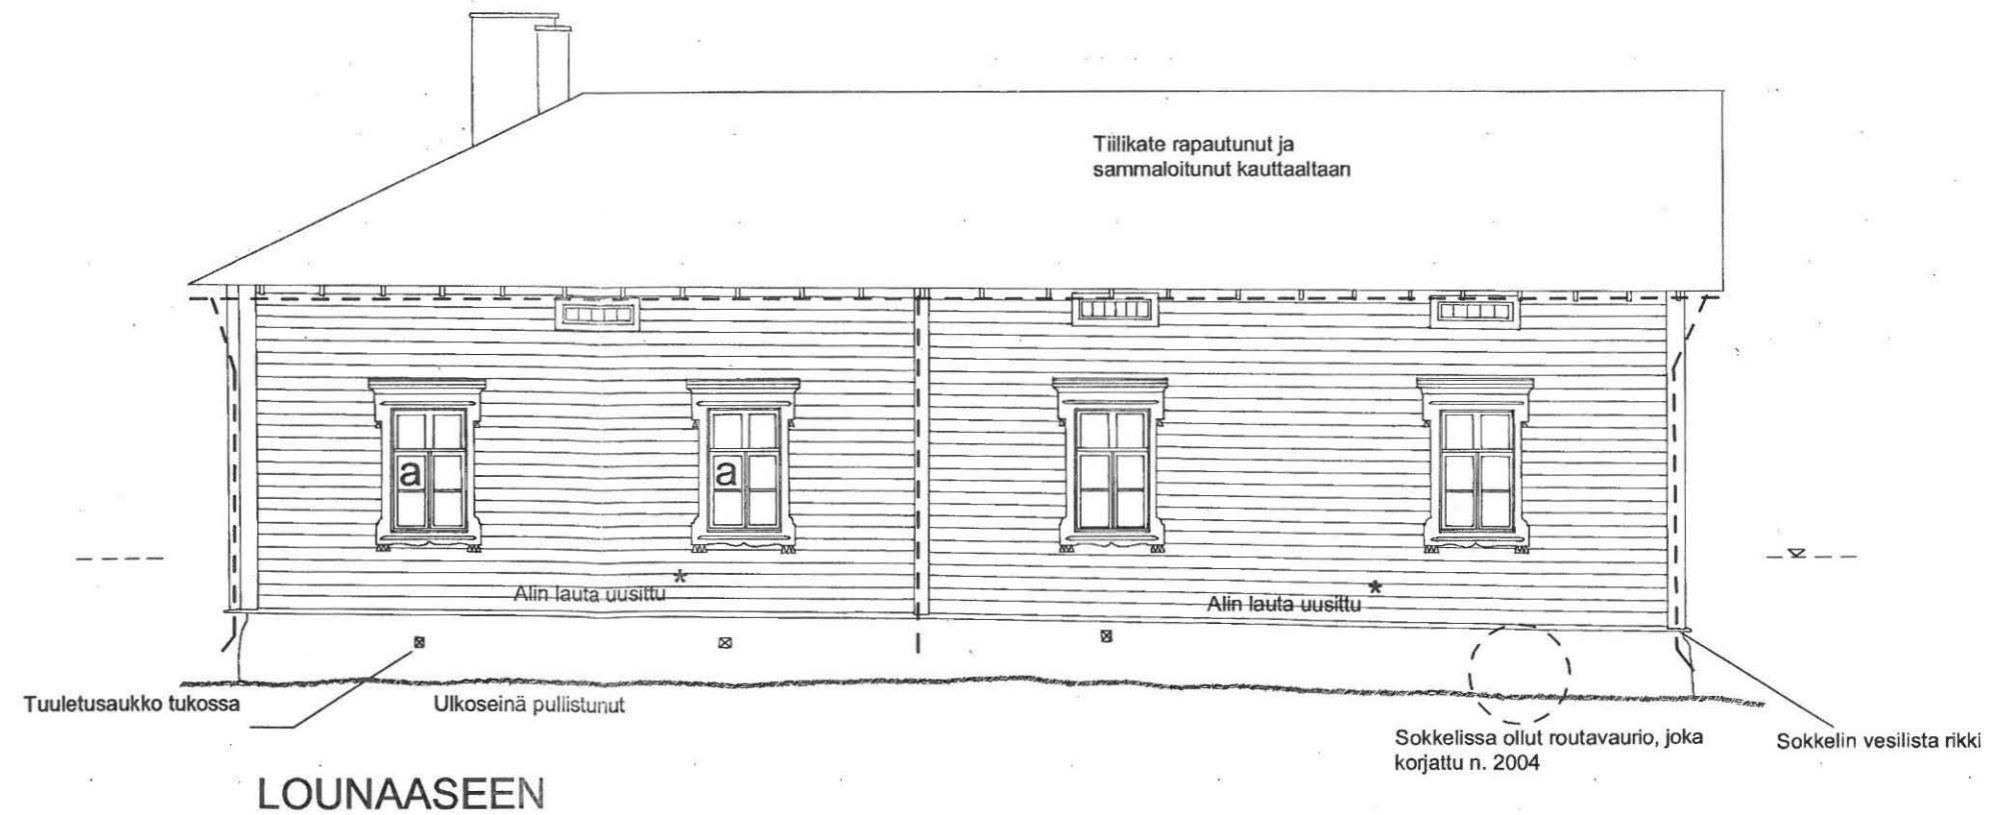 Tiilikate rapautunut ja
sammaloitunut kauttaaltaan
a
a
*
Alin lauta uusittu
*
Alin lauta uusittu
Tuuletusaukko tukossa
Ulkoseinä pullistunut
Sokkelissa ollut routavaurio, joka
korjattu n. 2004
Sokkelin vesilista rikki
LOUNAASEEN